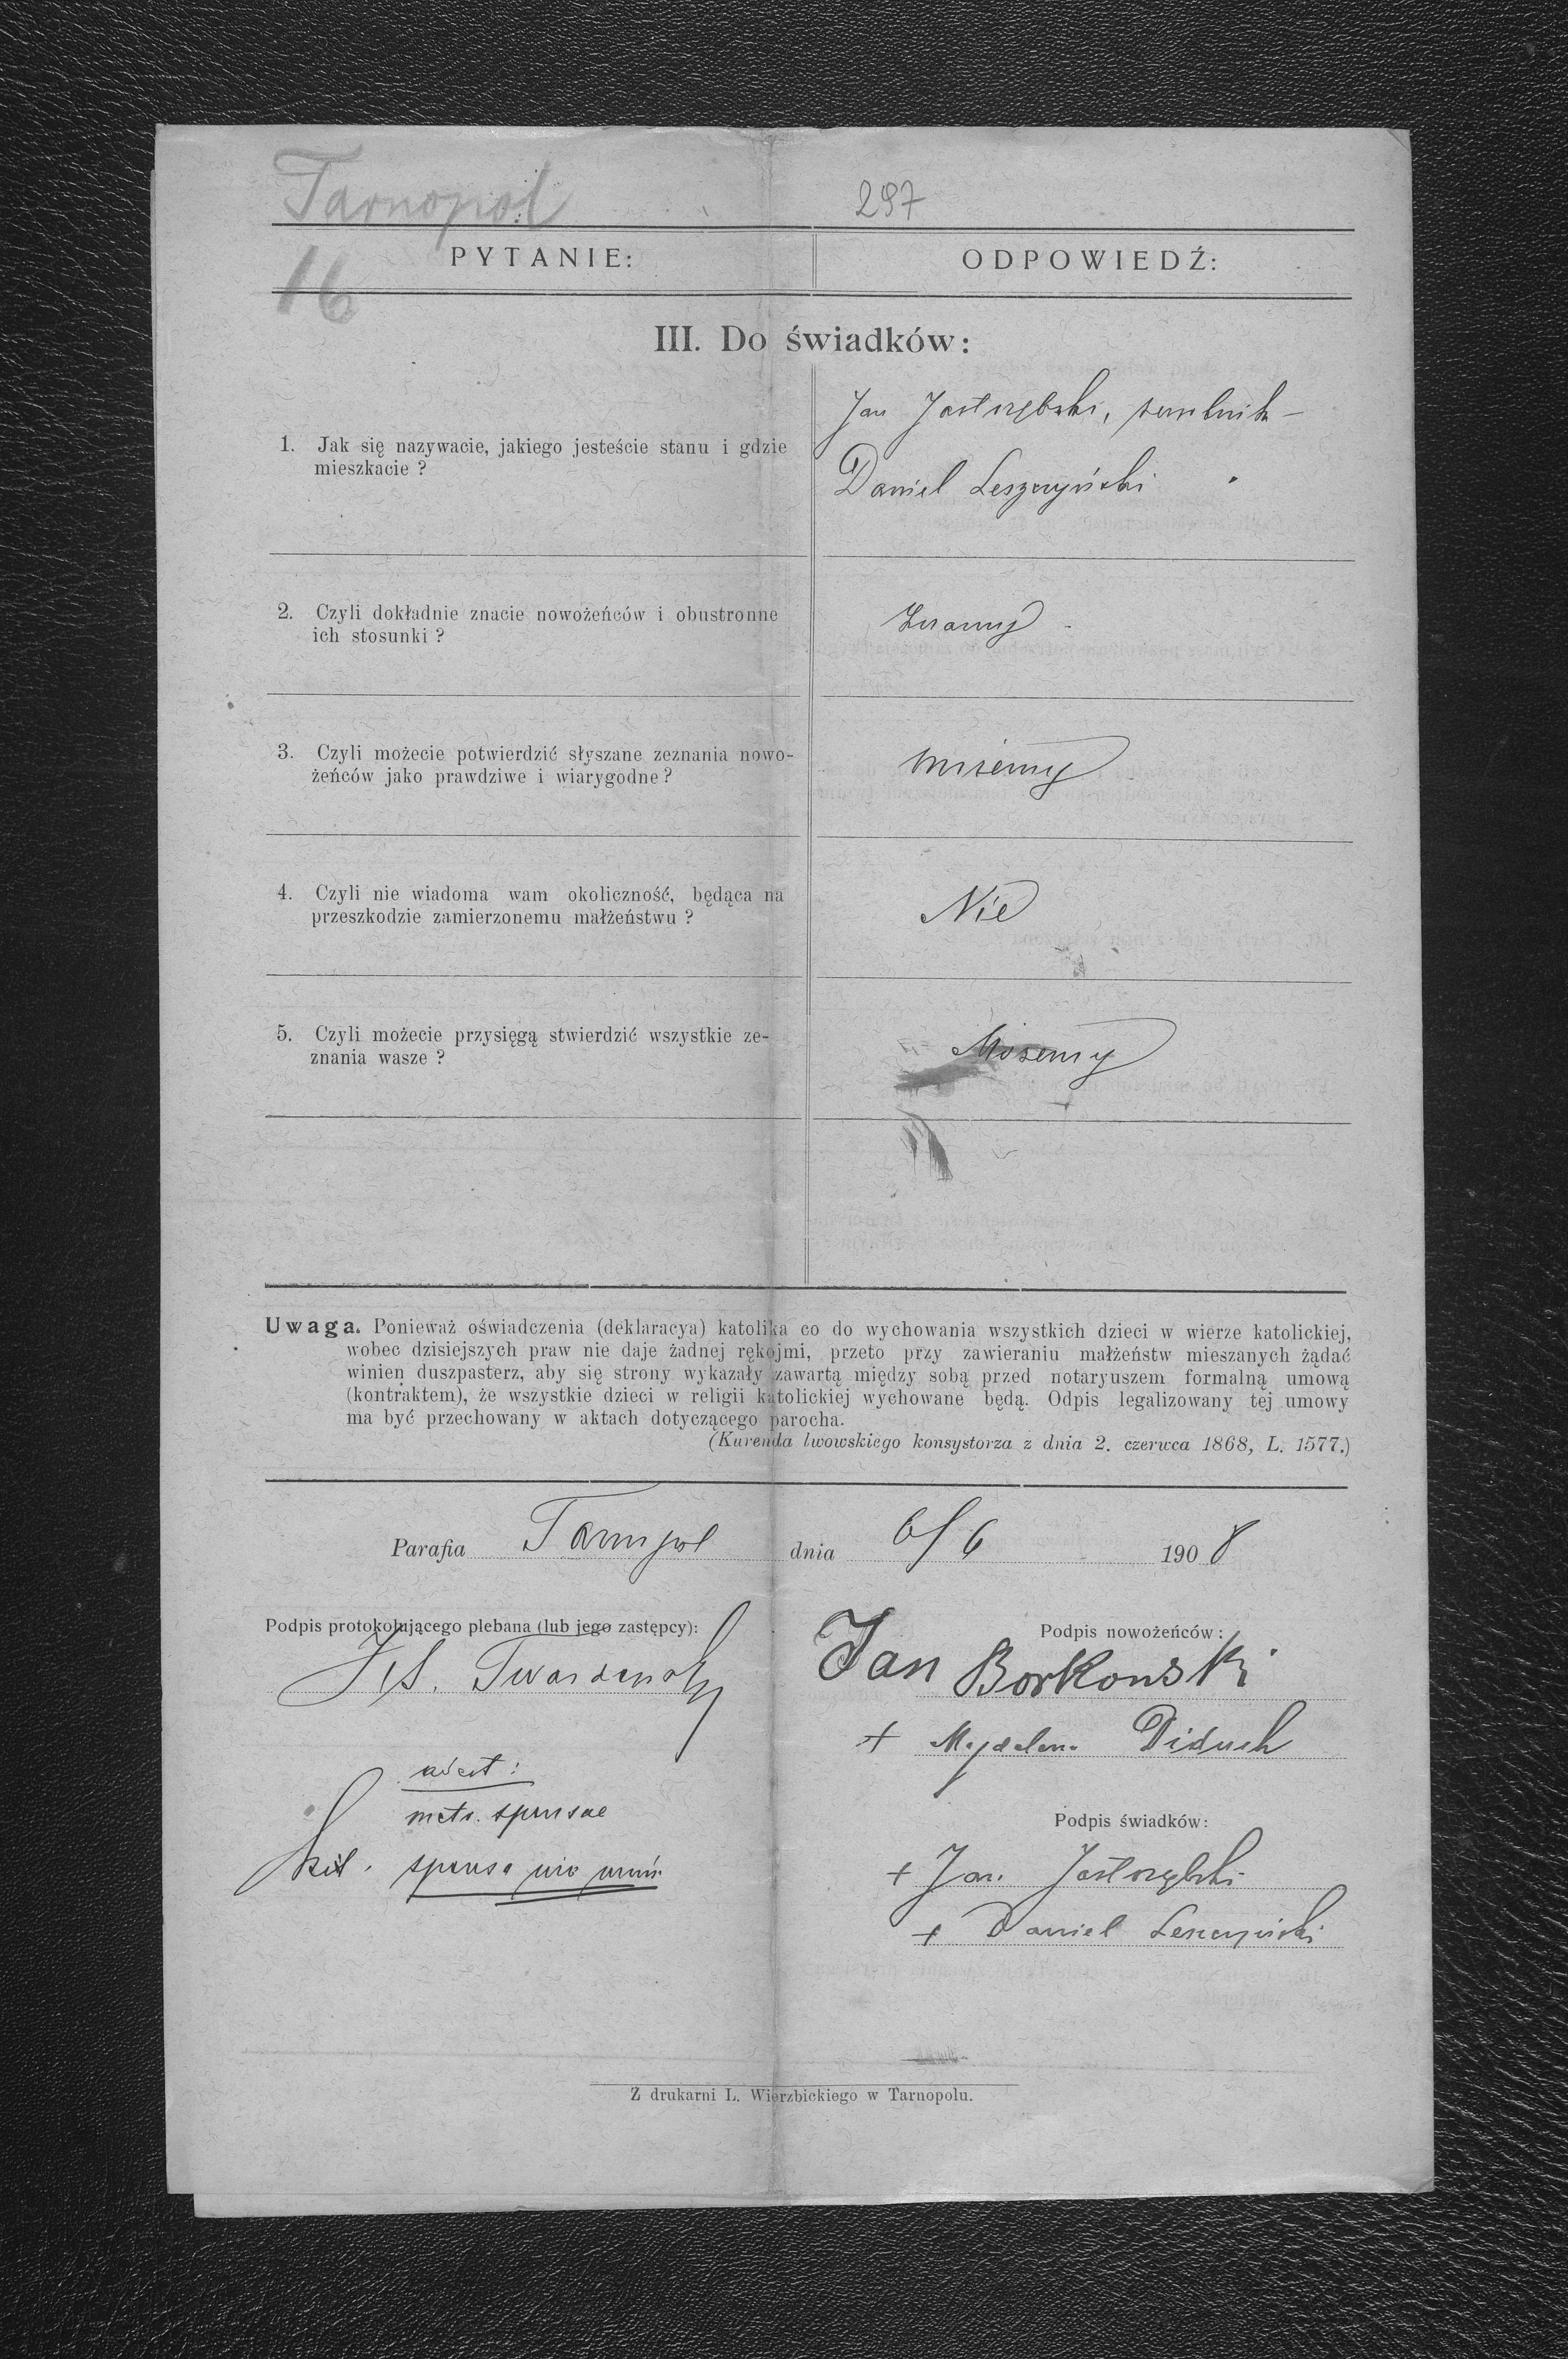 Tarnopol 297
16
PYTANIE: ODPOWIEDŹ:
III. Do świadków:
1. Jak się nazywacie, jakiego jesteście stanu i gdzie
mieszkacie ?
Jan Jastrzębski,
Daniel Leszczyński "
2. Czyli dokładnie znacie nowożeńców i obustronne
ich stosunki ?
Znamy -
3. Czyli możecie potwierdzić słyszane zeznania nowo-
żeńców jako prawdziwe i wiarygodne ?
możemy
4. Czyli nie wiadoma wam okoliczność, będąca na
przeszkodzie zamierzonemu małżeństwu ?
Nie
5. Czyli możecie przysięgą stwierdzić wszystkie ze-
znania wasze ?
Możemy
Uwaga. Ponieważ oświadczenia (deklaracya) katolika co do wychowania wszystkich dzieci w wierze katolickiej,
wobec dzisiejszych praw nie daje żadnej rękojmi, przeto przy zawieraniu małżeństw mieszanych żądać
winien duszpasterz, aby się strony wykazały zawartą między sobą przed notaryuszem formalną umową
(kontraktem), że wszystkie dzieci w religii katolickiej wychowane będą. Odpis legalizowany tej umowy
ma być przechowany w aktach dotyczącego parocha.
(Kurenda lwowskiego konsystorza z dnia 2. czerwca 1868, L. 1577.)
Parafia Tarnopol dnia 6/6 1908
Podpis protokołującego plebana (lub jego zastępcy):
Podpis nowożeńców:
Jan Borkowski
+ Magdalena Diduch
metr. sponsae
Podpis świadków:
+ Jan Jastrzębski
+ Daniel Leszczyński
Z drukarni L. Wierzbickiego w Tarnopolu.